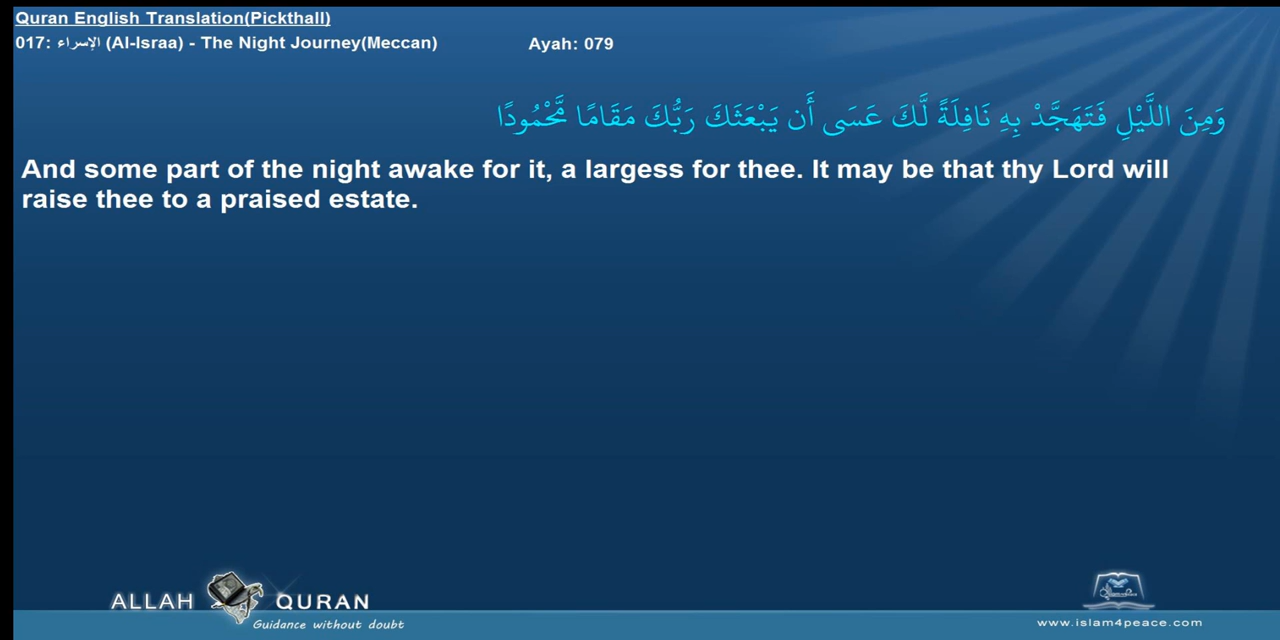 Quran English Translation(Pickthall)
017: الإسراء (Al-Israa) - The Night Journey(Meccan) Ayah: 079
وَمِنَ اللَّيْلِ فَتَهَجَّدْ بِهِ نَافِلَةً لَّكَ عَسَى أَن يَبْعَثَكَ رَبُّكَ مَقَامًا مَّحْمُودًا
And some part of the night awake for it, a largess for thee. It may be that thy Lord will
raise thee to a praised estate.
ALLAH QURAN
Guidance without doubt
www.islam4peace.com